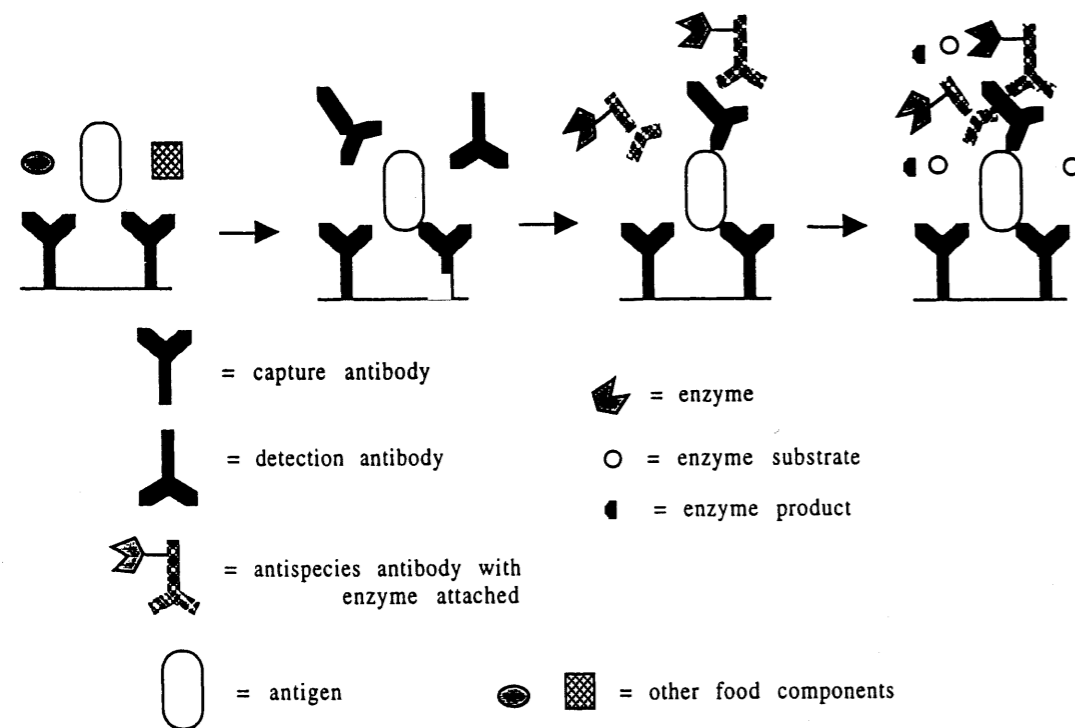 = capture antibody
= detection antibody
= antispecies antibody with
enzyme attached
= antigen
= enzyme
= enzyme substrate
= enzyme product
= other food components